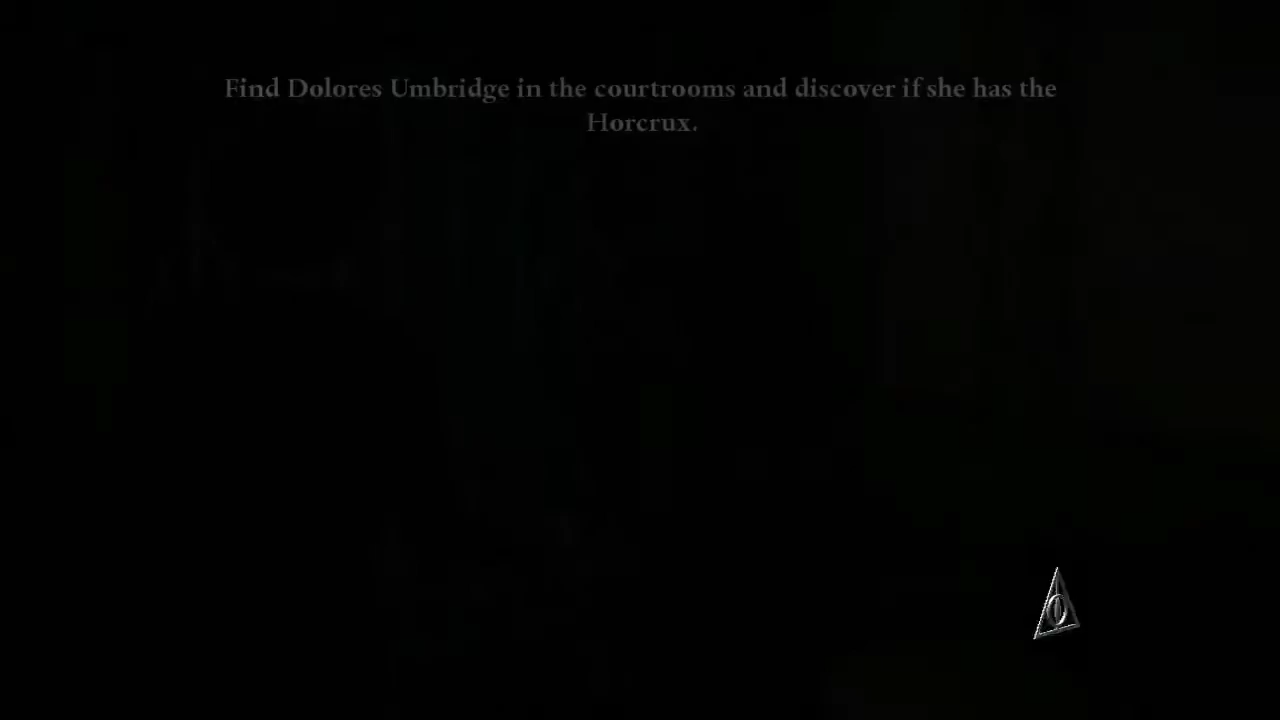 Find Dolores Umbridge in the courtrooms and discover if she has the
Horcrux.